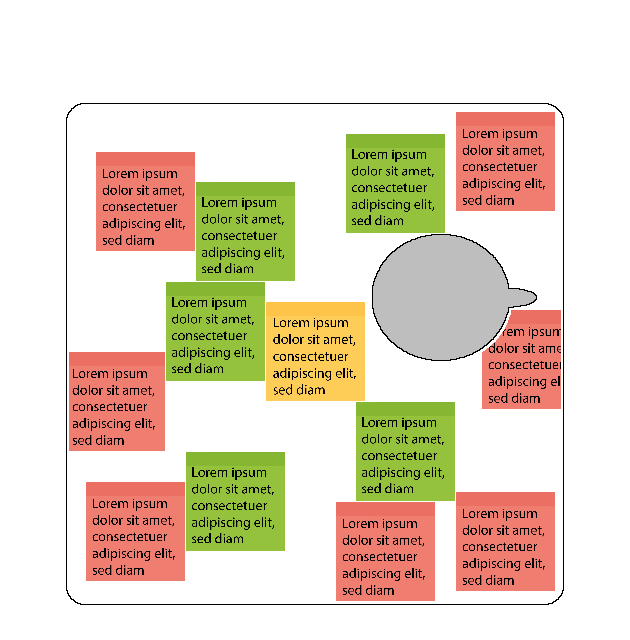 Lorem ipsum
dolor sit amet,
consectetuer
adipiscing elit,
sed diam
Lorem ipsum
dolor sit amet,
consectetuer
adipiscing elit,
sed diam
Lorem ipsum
dolor sit amet,
consectetuer
adipiscing elit,
sed diam
Lorem ipsum
dolor sit amet,
consectetuer
adipiscing elit,
sed diam
Lorem ipsum
dolor sit amet,
consectetuer
adipiscing elit,
sed diam
Lorem ipsum
dolor sit amet,
consectetuer
adipiscing elit,
sed diam
rem ipsum
dolor sit ame
consectetuer
adipiscing el
sed diam
Lorem ipsum
dolor sit amet,
consectetuer
adipiscing elit,
sed diam
Lorem ipsum
dolor sit amet,
consectetuer
adipiscing elit,
sed diam
Lorem ipsum
dolor sit amet,
consectetuer
adipiscing elit,
sed diam
Lorem ipsum
dolor sit amet,
consectetuer
adipiscing elit,
sed diam
Lorem ipsum
dolor sit amet,
consectetuer
adipiscing elit,
sed diam
Lorem ipsum
dolor sit amet,
consectetuer
adipiscing elit,
sed diam